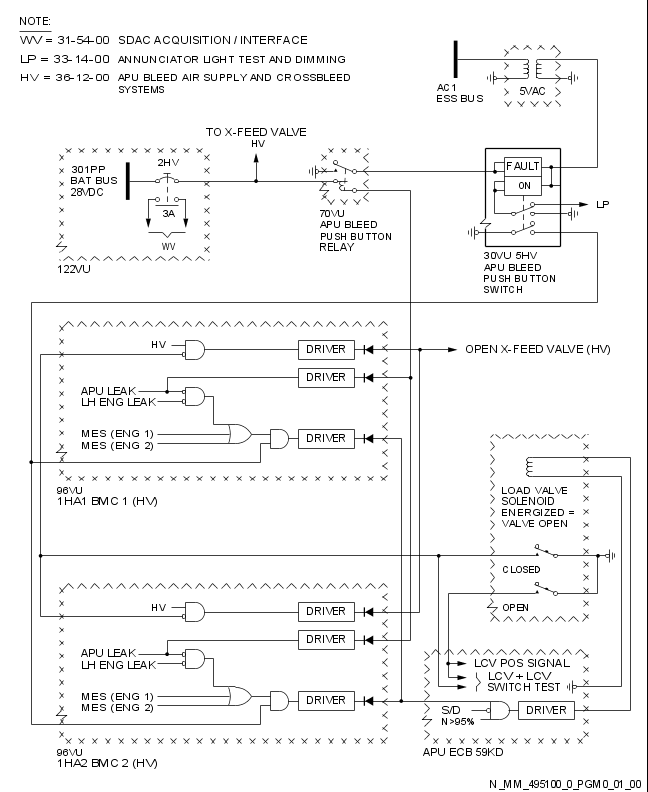 NOTE:
WV = 31-54-00 SDAC ACQUISITION / INTERFACE
LP = 33-14-00 ANNUNCIATOR LIGHT TEST AND DIMMING
HV = 36-12-00 APU BLEED AIR SUPPLY AND CROSSBLEED
SYSTEMS
AC1
ESS BUS
5VAC
TO X-FEED VALVE
HV
301PP
BAT BUS
28VDC
2HV
3A
WV
122VU
70VU
APU BLEED
PUSH BUTTON
RELAY
FAULT
ON
LP
30VU 5HV
APU BLEED
PUSH BUTTON
SWITCH
HV
DRIVER
OPEN X-FEED VALVE (HV)
DRIVER
APU LEAK
LH ENG LEAK
MES (ENG 1)
MES (ENG 2)
DRIVER
96VU
1HA1 BMC 1 (HV)
LOAD VALVE
SOLENOID
ENERGIZED =
VALVE OPEN
CLOSED
OPEN
HV
DRIVER
DRIVER
APU LEAK
LH ENG LEAK
MES (ENG 1)
MES (ENG 2)
DRIVER
96VU
1HA2 BMC 2 (HV)
LCV POS SIGNAL
LCV + LCV
SWITCH TEST
S/D
N >95%
DRIVER
APU ECB 59KD
N_MM_495100_0_PGM0_01_00